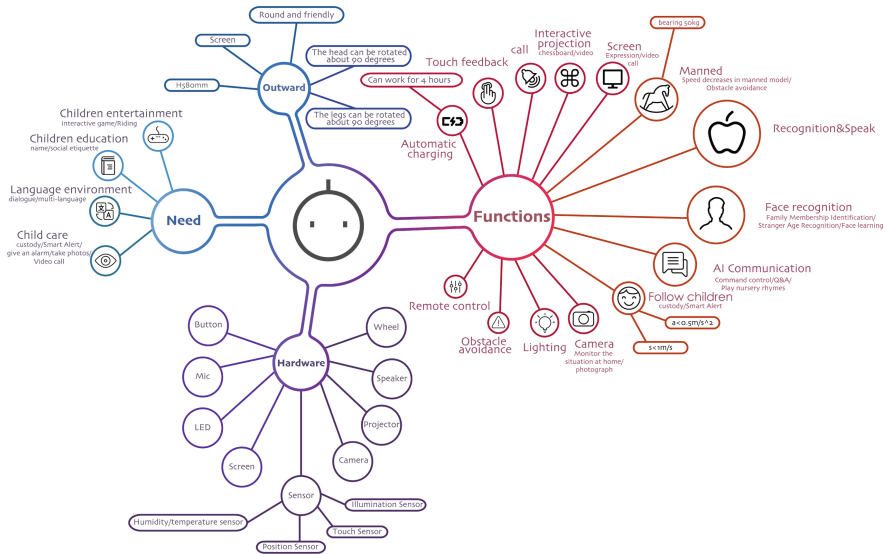 Round and friendly
Screen
The head can be rotated
about 90 degrees
H580mm
Outward
The legs can be rotated
about 90 degrees
Children entertainment
interactive game/Riding
Children education
name/social etiquette
Language environment
dialogue/multi-language
Child care
custody/Smart Alert/
give an alarm/take photos/
Video call
Need
Functions
Can work for 4 hours
Automatic
charging
Touch feedback
call
Interactive
projection
chessboard/video
Screen
Expression/video
call
bearing 50kg
Manned
Speed decreases in manned model/
Obstacle avoidance
Recognition&Speak
Face recognition
Family Membership Identification/
Stranger Age Recognition/Face learning
AI Communication
Command control/Q&A/
Play nursery rhymes
Follow children
custody/Smart Alert
a<0.5m/s^2
s<1m/s
Remote control
Obstacle
avoidance
Lighting
Camera
Monitor the
situation at home/
photograph
Hardware
Button
Mic
LED
Screen
Wheel
Speaker
Projector
Camera
Sensor
Illumination Sensor
Humidity/temperature sensor
Touch Sensor
Position Sensor